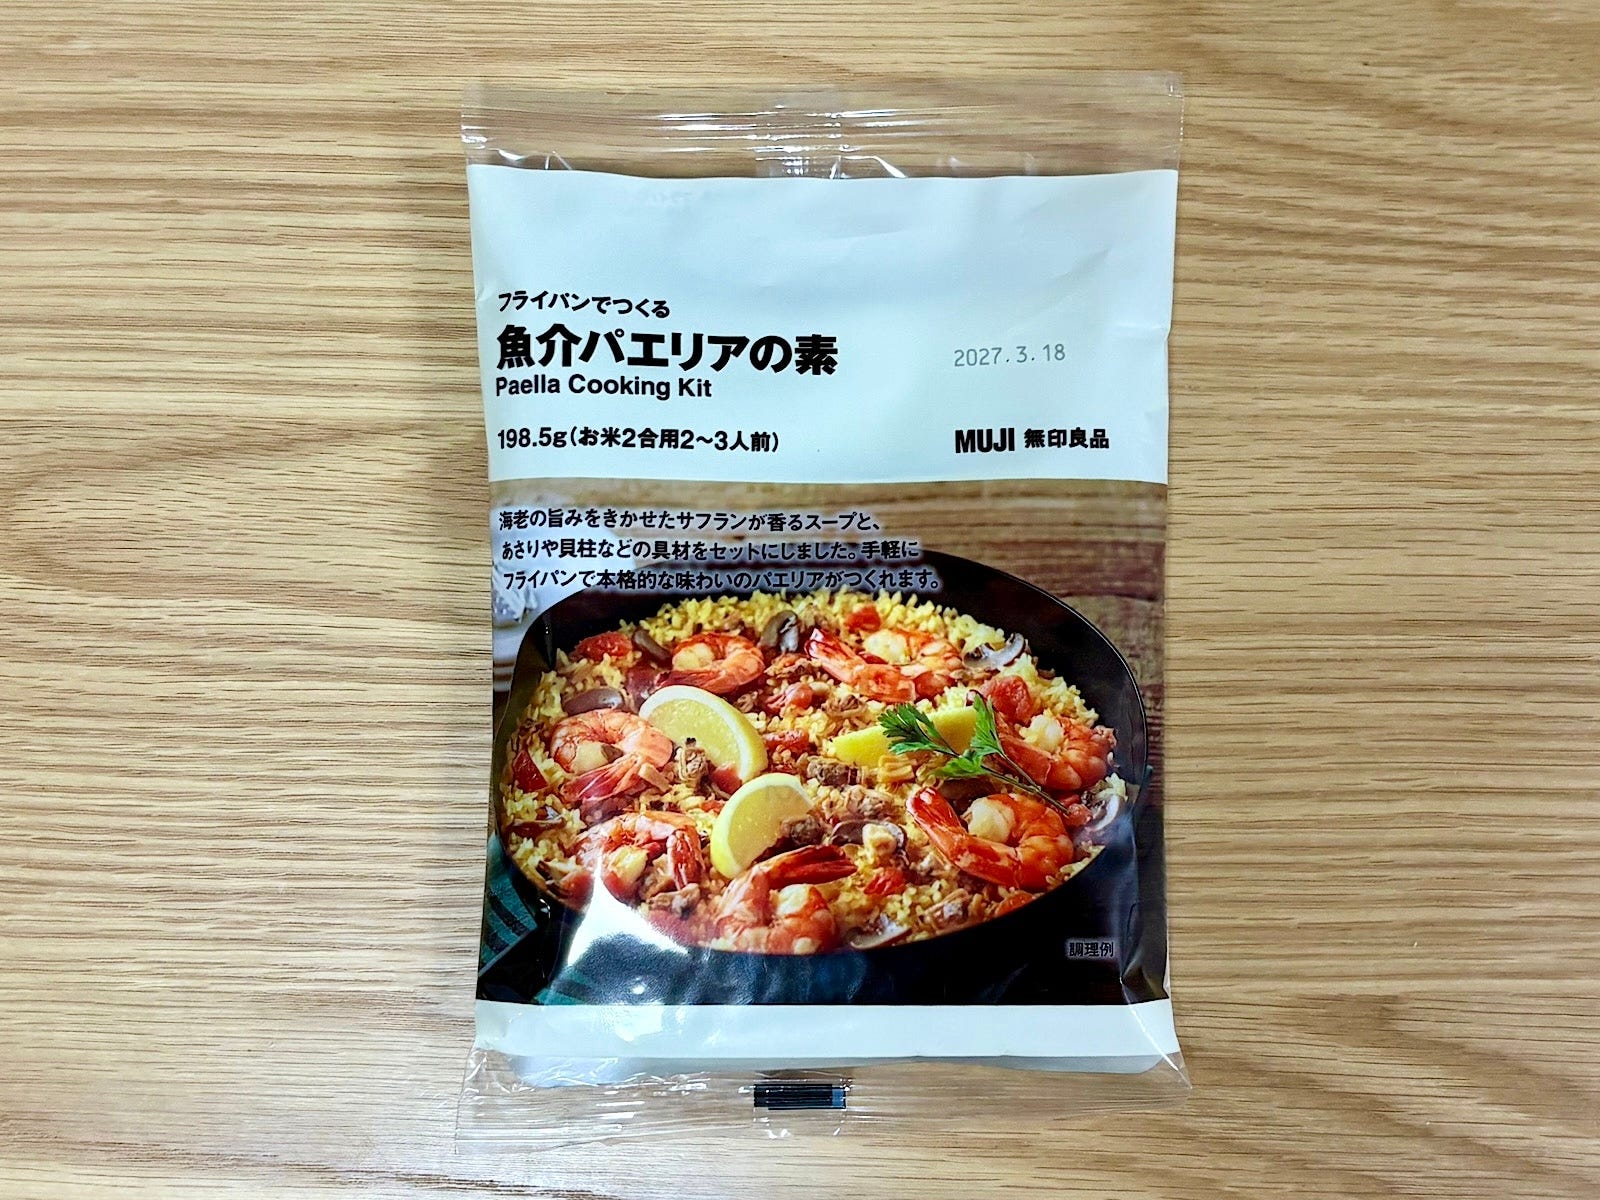 フライパンでつくる
魚介パエリアの素
Paella Cooking Kit
2027.3.18
198.5g(お米2合用2〜3人前)
MUJI 無印良品
海老の旨みをきかせたサフランが香るスープと、
あさりや貝柱などの具材をセットにしました。手軽に
フライパンで本格的な味わいのパエリアがつくれます。
調理例